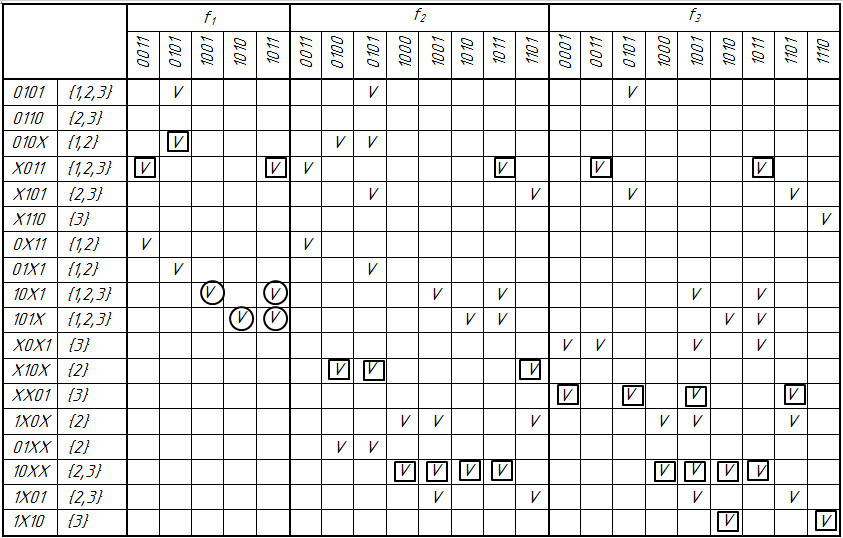 f1 f2 f3
0011 0101 1001 1010 1011 0011 0100 0101 1000 1001 1010 1011 1101 0001 0011 0101 1000 1001 1010 1011 1101 1110
0101 {1,2,3} V V V
0110 {2,3}
010X {1,2} V V V
X011 {1,2,3} V V V V V V
X101 {2,3} V V V V
X110 {3} V
0X11 {1,2} V V
01X1 {1,2} V V
10X1 {1,2,3} V V V V V V
101X {1,2,3} V V V V V V
X0X1 {3} V V V V
X10X {2} V V V
XX01 {3} V V V V
1X0X {2} V V V V V V
01XX {2} V V
10XX {2,3} V V V V V V V V
1X01 {2,3} V V V V
1X10 {3} V V